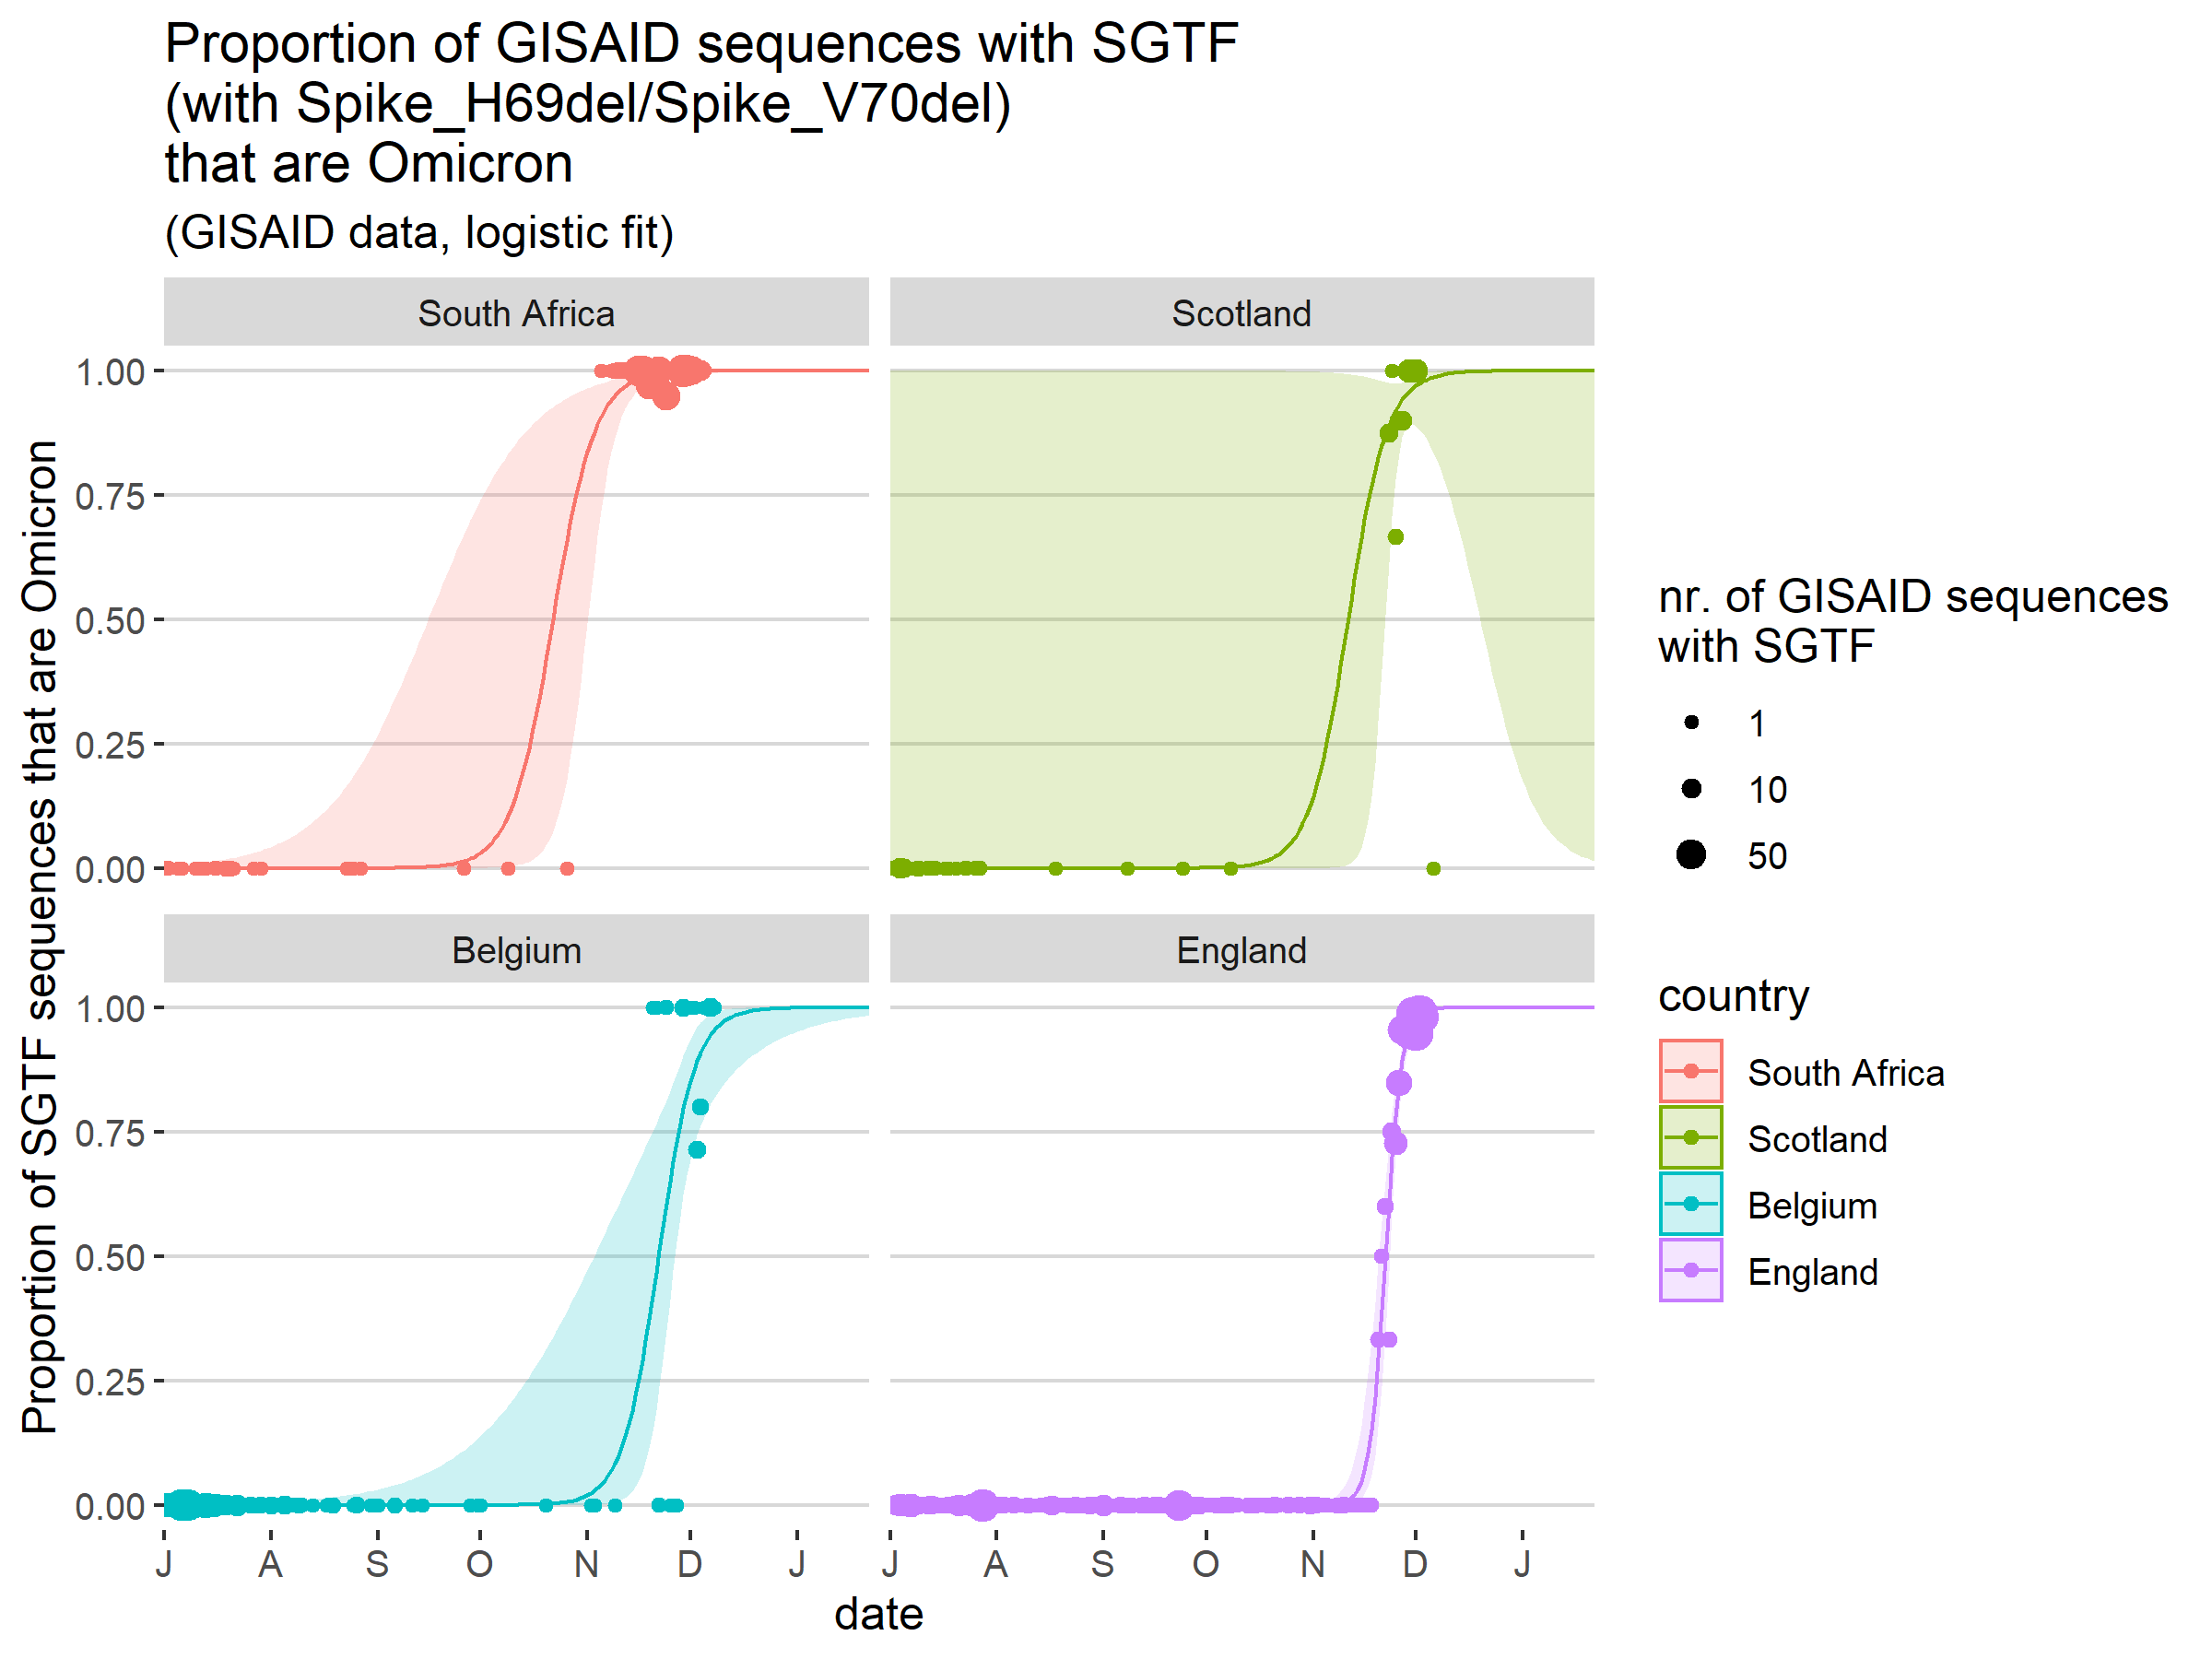 Proportion of GISAID sequences with SGTF
(with Spike_H69del/Spike_V70del)
that are Omicron
(GISAID data, logistic fit)
Proportion of SGTF sequences that are Omicron
South Africa
Scotland
1.00
0.75
0.50
0.25
0.00
Belgium
England
1.00
0.75
0.50
0.25
0.00
J A S O N D J
J A S O N D J
date
nr. of GISAID sequences
with SGTF
1
10
50
country
South Africa
Scotland
Belgium
England